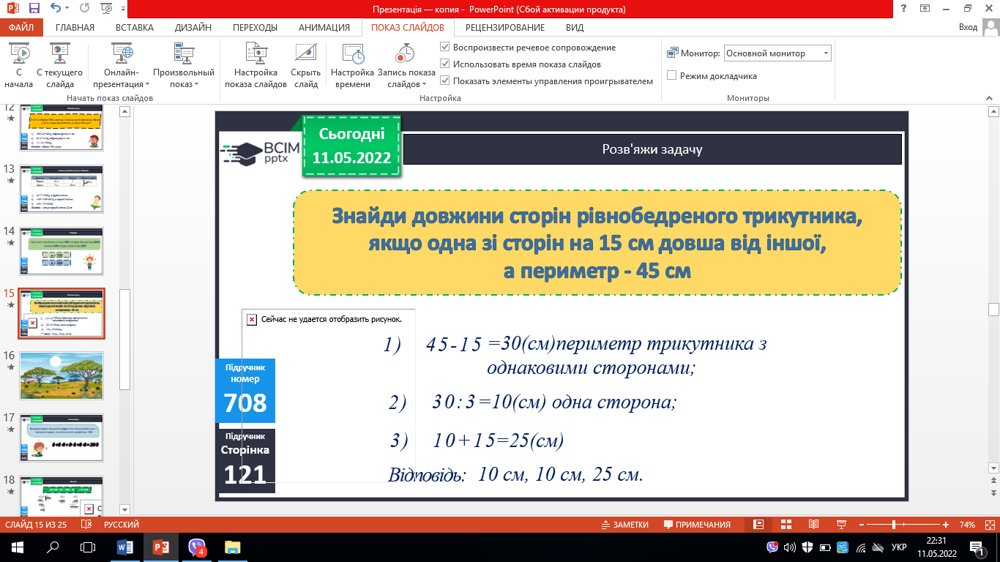 Презентація — копия - PowerPoint (Сбой активации продукта)
ФАЙЛ ГЛАВНАЯ ВСТАВКА ДИЗАЙН ПЕРЕХОДЫ АНИМАЦИЯ ПОКАЗ СЛАЙДОВ РЕЦЕНЗИРОВАНИЕ ВИД Вход
С начала
С текущего слайда
Онлайн-презентация
Произвольный показ
Начать показ слайдов
Настройка показа слайдов
Скрыть слайд
Настройка времени
Запись показа слайдов
Воспроизвести речевое сопровождение
Использовать время показа слайдов
Показать элементы управления проигрывателем
Настройка
Монитор: Основной монитор
Режим докладчика
Мониторы
12
13
14
15
16
17
18
Сьогодні
11.05.2022
ВСІМ
pptx
Розв'яжи задачу
Знайди довжини сторін рівнобедреного трикутника,
якщо одна зі сторін на 15 см довша від іншої,
а периметр - 45 см
Сейчас не удается отобразить рисунок.
1) 45-15 =30(см)периметр трикутника з
однаковими сторонами;
2) 30:3=10(см) одна сторона;
3) 10+15=25(см)
Відповідь: 10 см, 10 см, 25 см.
Підручник
номер
708
Підручник
Сторінка
121
СЛАЙД 15 ИЗ 25 РУССКИЙ ЗАМЕТКИ ПРИМЕЧАНИЯ 74%
4
УКР
22:31
11.05.2022
1